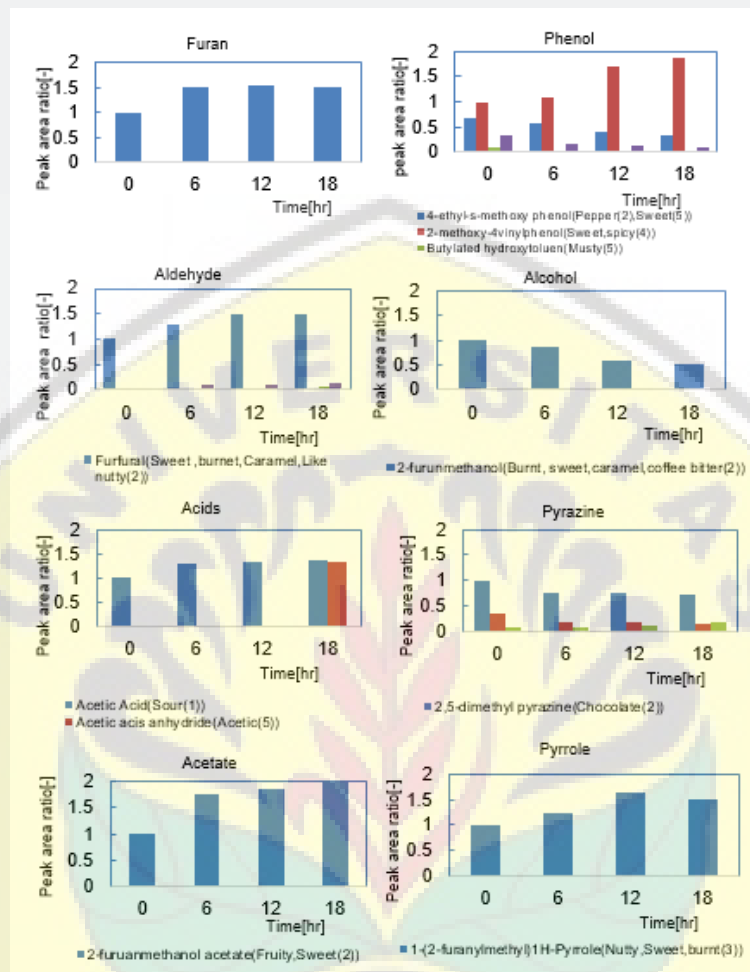 Furan
Peak area ratio[-]
2
1.5
1
0.5
0
0 6 12 18
Time[hr]
Phenol
peak area ratio[-]
2
1.5
1
0.5
0
0 6 12 18
Time[hr]
4-ethyl-s-methoxy phenol(Pepper(2),Sweet(5))
2-methoxy-4vinylphenol(Sweet,spicy(4))
Butylated hydroxytoluen(Musty(5))
Aldehyde
Peak area ratio[-]
2
1.5
1
0.5
0
0 6 12 18
Time[hr]
Furfural(Sweet ,burnet,Caramel,Like
nutty(2))
Alcohol
Peak area ratio[-]
2
1.5
1
0.5
0
0 6 12 18
Time[hr]
2-furunmethanol(Burnt, sweet,caramel,coffee bitter(2))
Acids
Peak area ratio[-]
2
1.5
1
0.5
0
0 6 12 18
Time[hr]
Acetic Acid(Sour(1))
Acetic acis anhydride(Acetic(5))
Pyrazine
Peak area ratio[-]
2
1.5
1
0.5
0
0 6 12 18
Time[hr]
2,5-dimethyl pyrazine(Chocolate(2))
Acetate
Peak area ratio[-]
2
1.5
1
0.5
0
0 6 12 18
Time[hr]
2-furuanmethanol acetate(Fruity,Sweet(2))
Pyrrole
Peak area ratio[-]
2
1.5
1
0.5
0
0 6 12 18
Time[hr]
1-(2-furanylmethyl)1H-Pyrrole(Nutty,Sweet,burnt(3))
UNIVERSITAS